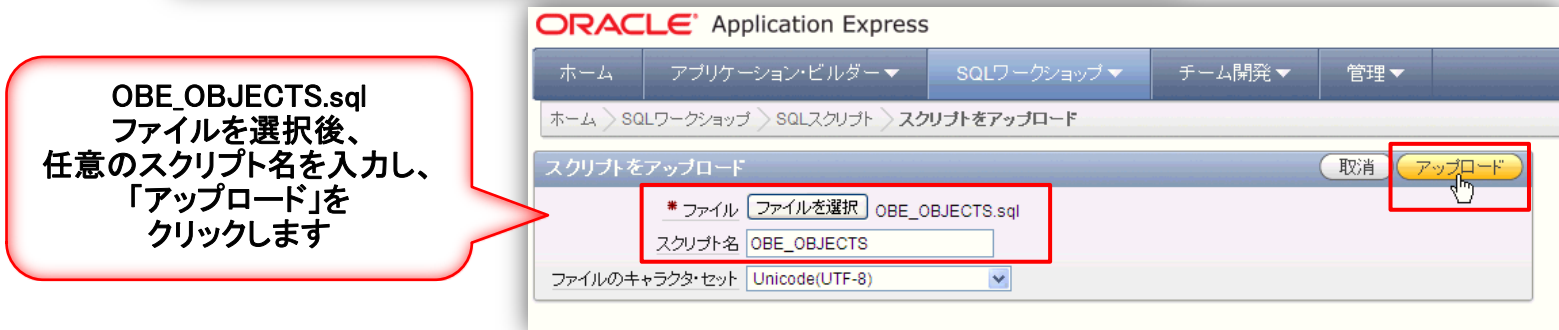 OBE_OBJECTS.sql
ファイルを選択後、
任意のスクリプト名を入力し、
「アップロード」を
クリックします
ORACLE Application Express
ホーム アプリケーション・ビルダー▼ SQLワークショップ▼ チーム開発▼ 管理▼
ホーム > SQLワークショップ > SQLスクリプト > スクリプトをアップロード
スクリプトをアップロード 取消 アップロード
* ファイル ファイルを選択 OBE_OBJECTS.sql
スクリプト名 OBE_OBJECTS
ファイルのキャラクタ・セット Unicode(UTF-8)